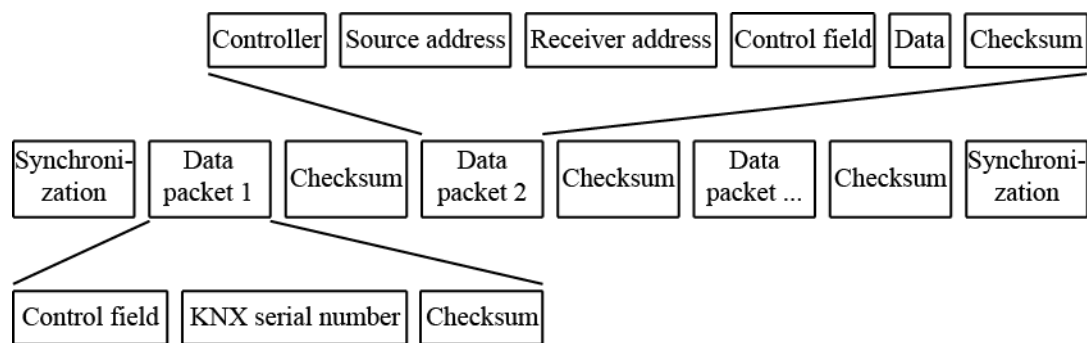 Controller Source address Receiver address Control field Data Checksum
Synchroni- Data Checksum Data Checksum Data Checksum Synchroni-
zation packet 1 packet 2 packet ... zation
Control field KNX serial number Checksum